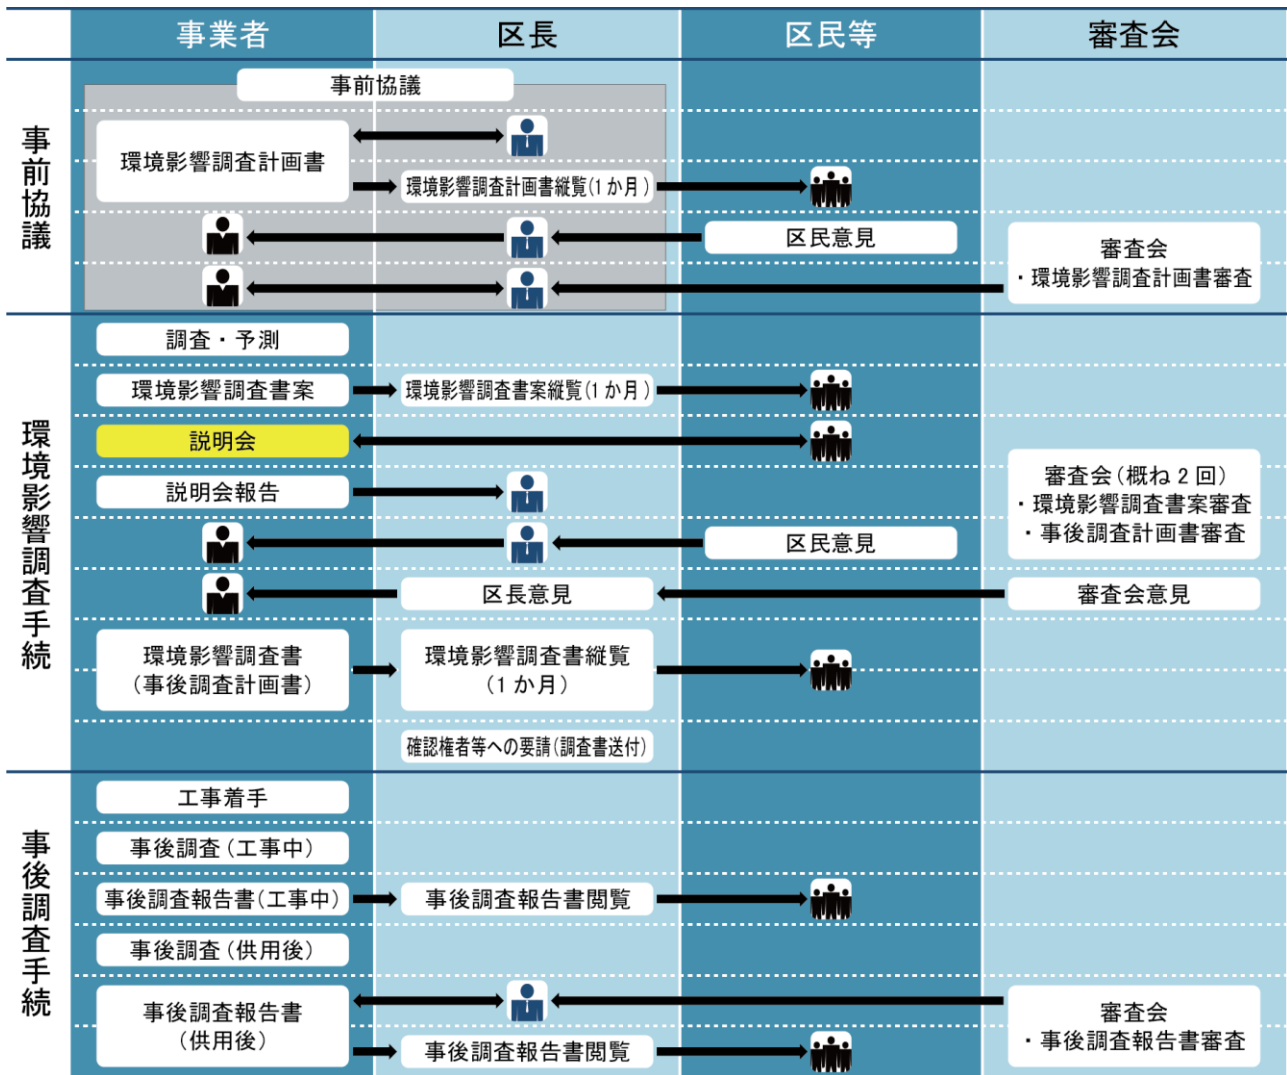 事業者
区長
区民等
審査会
事前協議
事前協議
環境影響調査計画書
環境影響調査計画書縦覧(1か月)
区民意見
審査会
・環境影響調査計画書審査
環境影響調査手続
調査・予測
環境影響調査書案
環境影響調査書案縦覧(1か月)
説明会
説明会報告
審査会(概ね2回)
・環境影響調査書案審査
・事後調査計画書審査
区民意見
区長意見
審査会意見
環境影響調査書
(事後調査計画書)
環境影響調査書縦覧
(1か月)
確認権者等への要請(調査書送付)
事後調査手続
工事着手
事後調査(工事中)
事後調査報告書(工事中)
事後調査報告書閲覧
事後調査(供用後)
事後調査報告書
(供用後)
審査会
・事後調査報告書審査
事後調査報告書閲覧